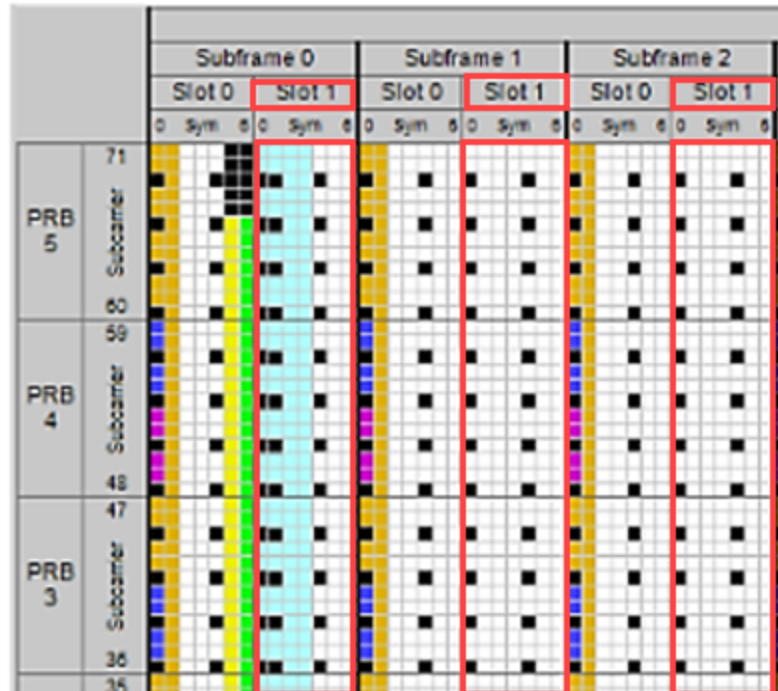 Subframe 0 Subframe 1 Subframe 2
Slot 0 Slot 1 Slot 0 Slot 1 Slot 0 Slot 1
0 Sym 6 0 Sym 6 0 Sym 6 0 Sym 6 0 Sym 6 0 Sym 6
71
PRB
5
Subcarrier
60
59
PRB
4
Subcarrier
48
47
PRB
3
Subcarrier
36
35